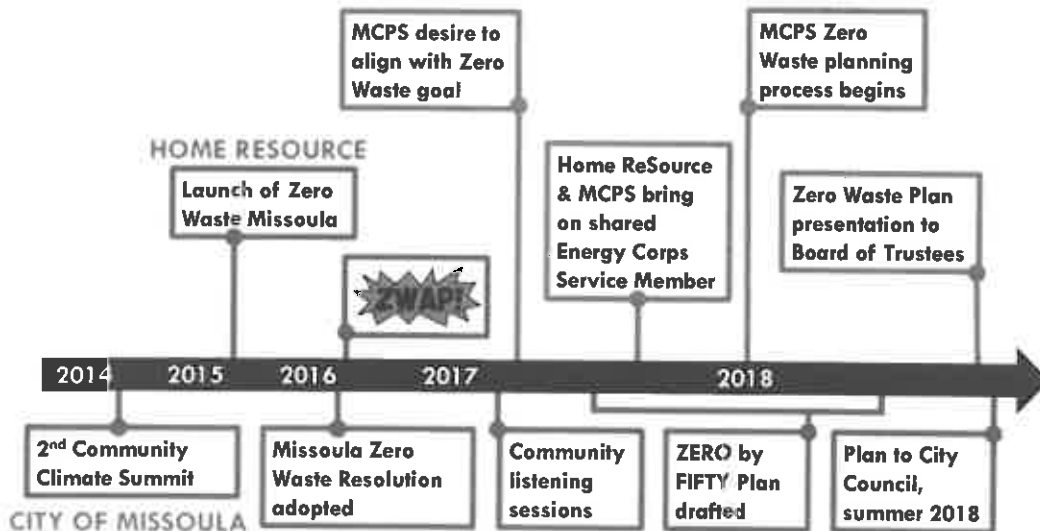 MCPS desire to
align with Zero
Waste goal
MCPS Zero
Waste planning
process begins
HOME RESOURCE
Launch of Zero
Waste Missoula
Home ReSource
& MCPS bring
on shared
Energy Corps
Service Member
Zero Waste Plan
presentation to
Board of Trustees
ZWAP!
2014 2015 2016 2017 2018
2nd Community
Climate Summit
Missoula Zero
Waste Resolution
adopted
Community
listening
sessions
ZERO by
FIFTY Plan
drafted
Plan to City
Council,
summer 2018
CITY OF MISSOULA